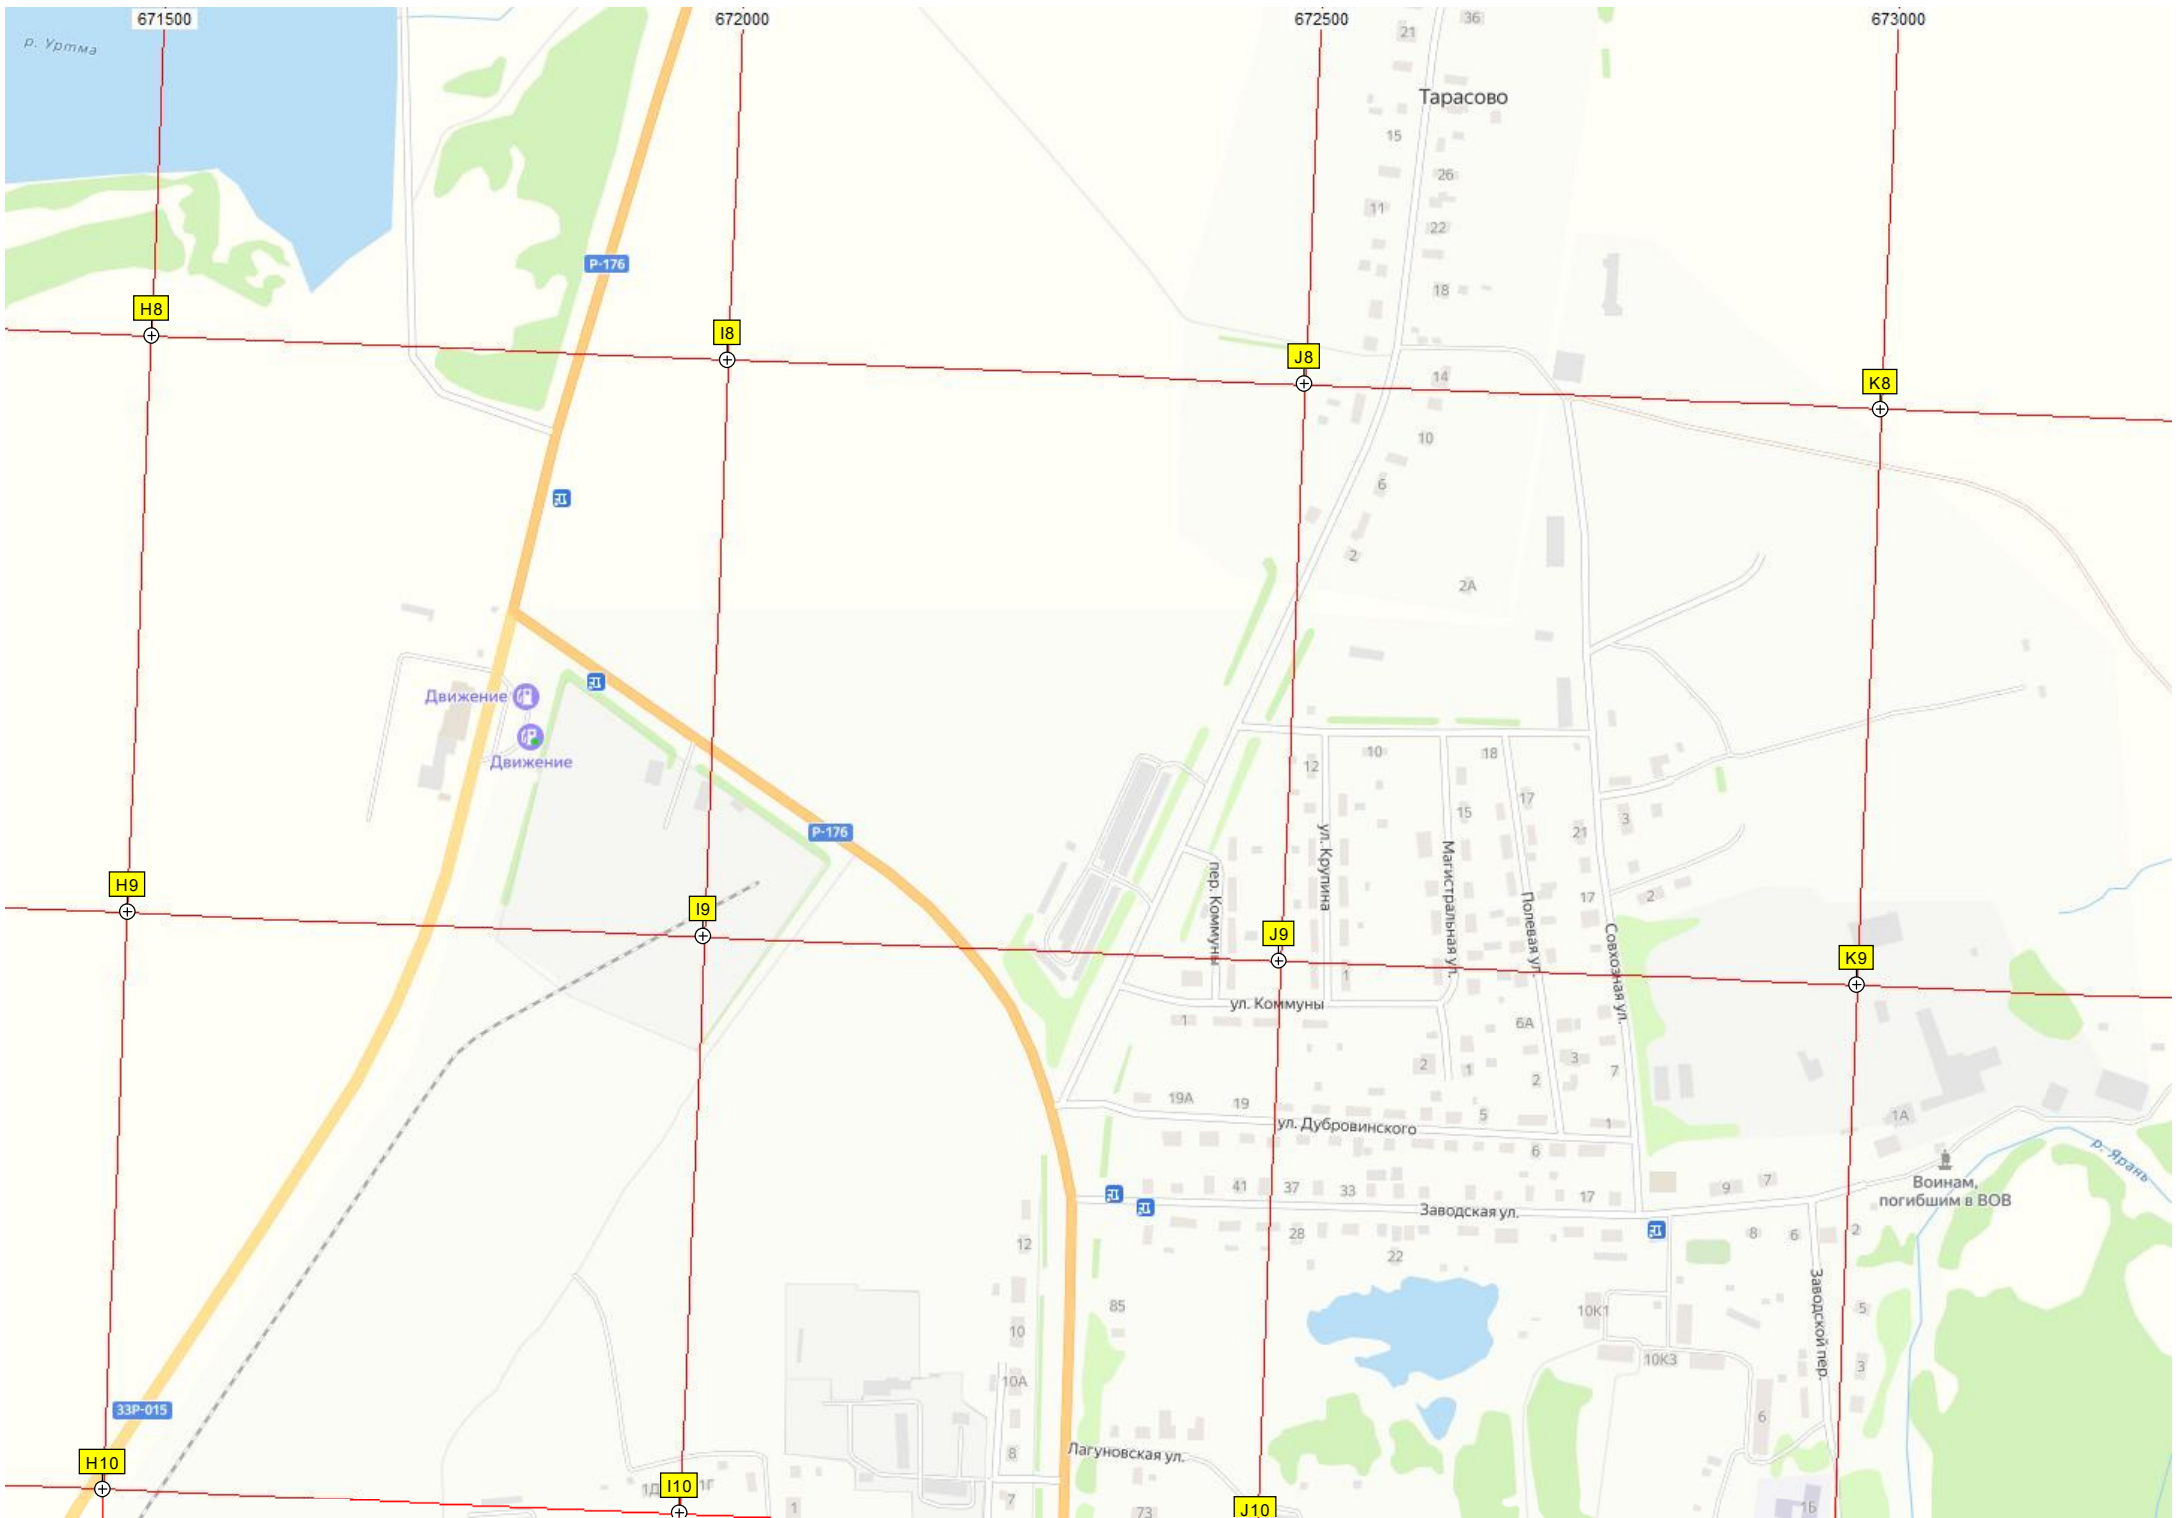 671500
672000
672500
673000
р. Уртма
36
21
Тарасово
15
26
11
22
18
P-176
H8
I8
J8
K8
14
10
6
2
2А
Движение
Движение
P-176
10
18
12
15
17
21
3
17
2
пер. Коммуны
ул. Крупина
Магистральная ул.
Полевая ул.
Совхозная ул.
H9
I9
J9
K9
1
ул. Коммуны
1
6А
2
1
3
2
7
19А
19
5
1
1А
ул. Дубровинского
6
р. Ярань
41
37
33
17
9
7
Воинам,
погибшим в ВОВ
Заводская ул.
28
22
8
6
2
12
85
10
10А
8
7
10К1
10К3
Заводской пер.
5
3
6
1Б
33Р-015
Лагуновская ул.
73
H10
I10
J10
1Д
1Г
1